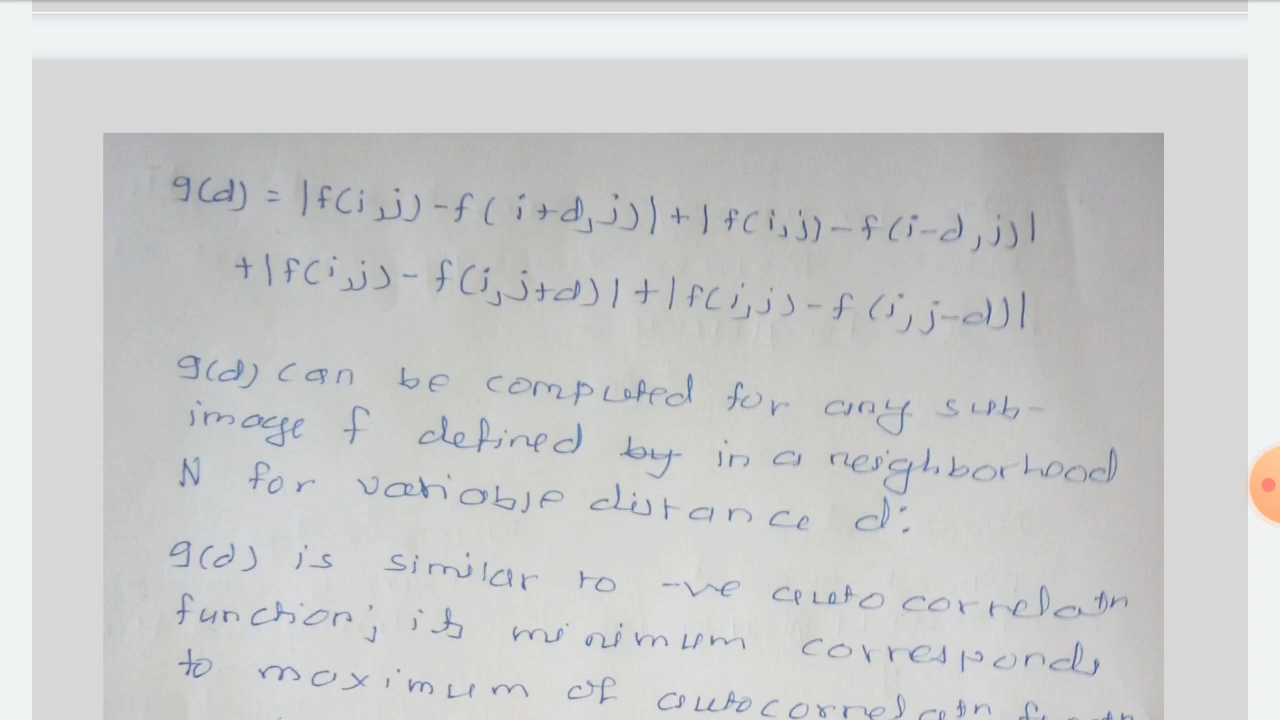 g(d) = |f(i,j) - f(i+d,j)| + |f(i,j) - f(i-d,j)|
+ |f(i,j) - f(i,j+d)| + |f(i,j) - f(i,j-d)|
g(d) can be computed for any sub-
image f defined by in a neighborhood
N for variable distance d:
g(d) is similar to -ve auto correlatn
function; its minimum corresponds
to maximum of autocorrelatn